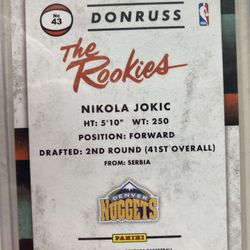 No
43
DONRUSS
NBA
The
Rookies
NIKOLA JOKIC
HT: 5'10" WT: 250
POSITION: FORWARD
DRAFTED: 2ND ROUND (41ST OVERALL)
FROM: SERBIA
DENVER
NUGGETS
PANINI